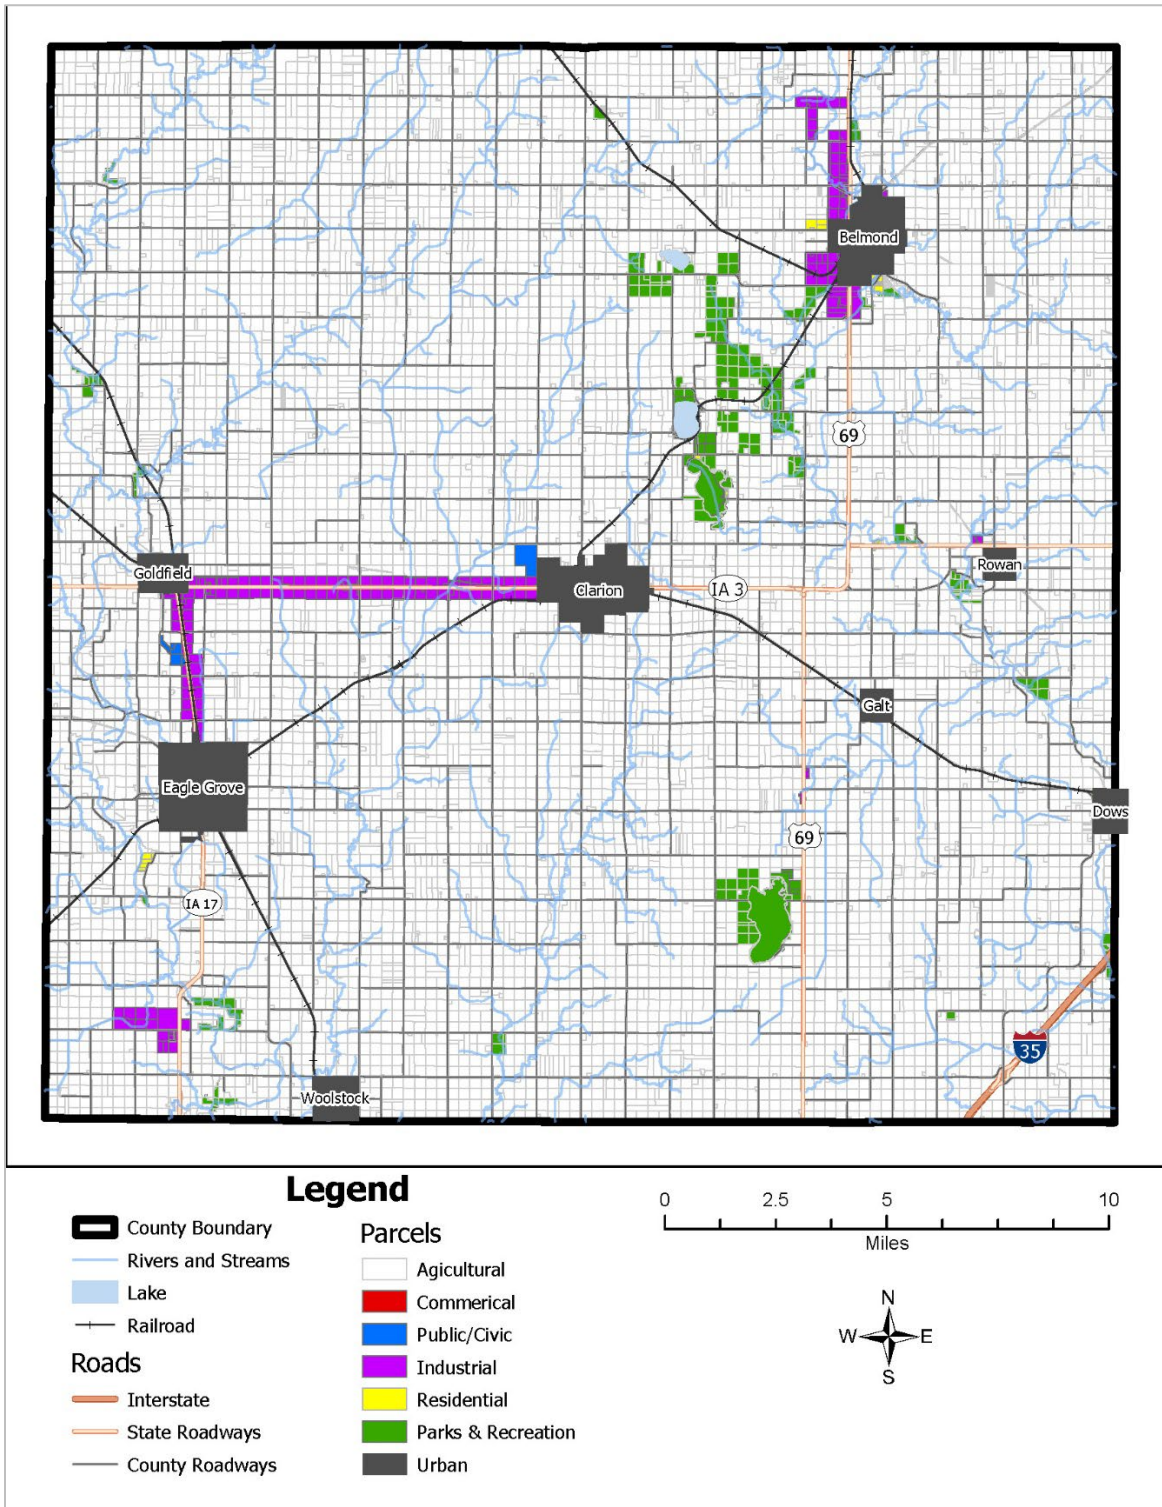 Belmond
69
Goldfield
Clarion
IA 3
Rowan
Galt
Eagle Grove
Dows
69
IA 17
35
Woolstock
Legend
County Boundary
Rivers and Streams
Lake
Railroad
Roads
Interstate
State Roadways
County Roadways
Parcels
Agicultural
Commerical
Public/Civic
Industrial
Residential
Parks & Recreation
Urban
0 2.5 5 10
Miles
N
W E
S